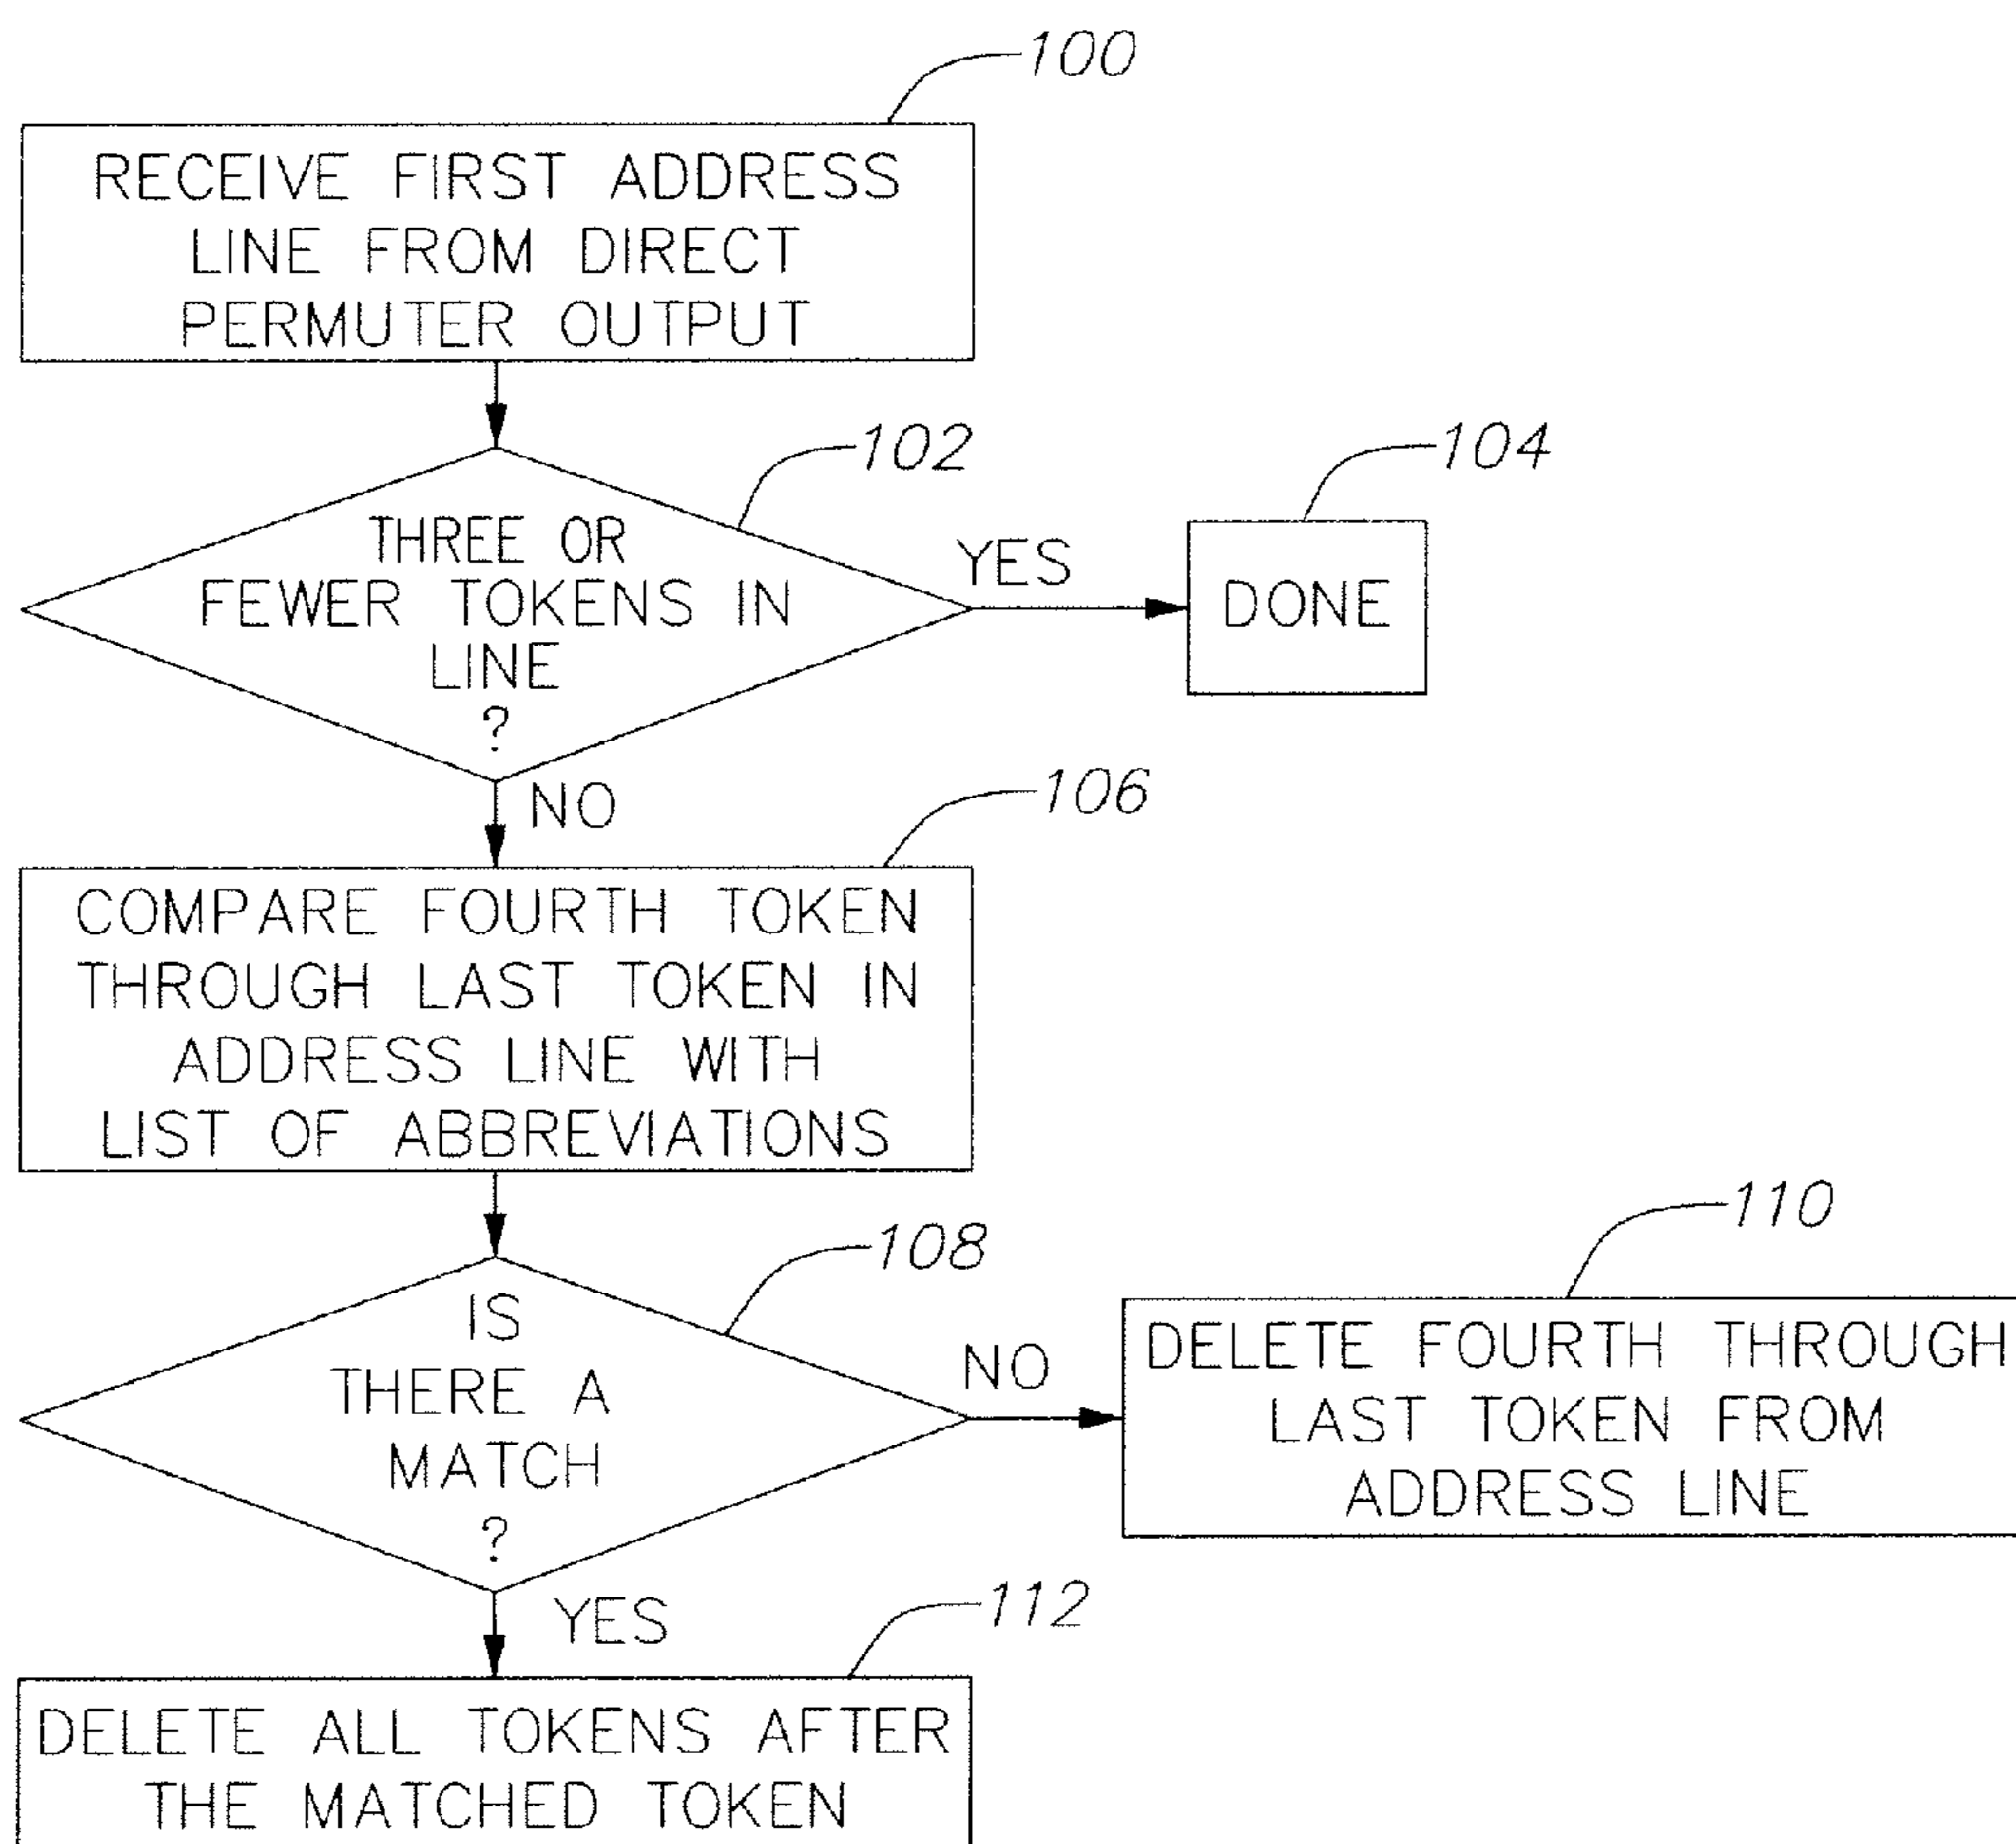 100
RECEIVE FIRST ADDRESS
LINE FROM DIRECT
PERMUTER OUTPUT
102
THREE OR
FEWER TOKENS IN
LINE
?
YES
104
DONE
NO
106
COMPARE FOURTH TOKEN
THROUGH LAST TOKEN IN
ADDRESS LINE WITH
LIST OF ABBREVIATIONS
108
IS
THERE A
MATCH
?
NO
110
DELETE FOURTH THROUGH
LAST TOKEN FROM
ADDRESS LINE
YES
112
DELETE ALL TOKENS AFTER
THE MATCHED TOKEN